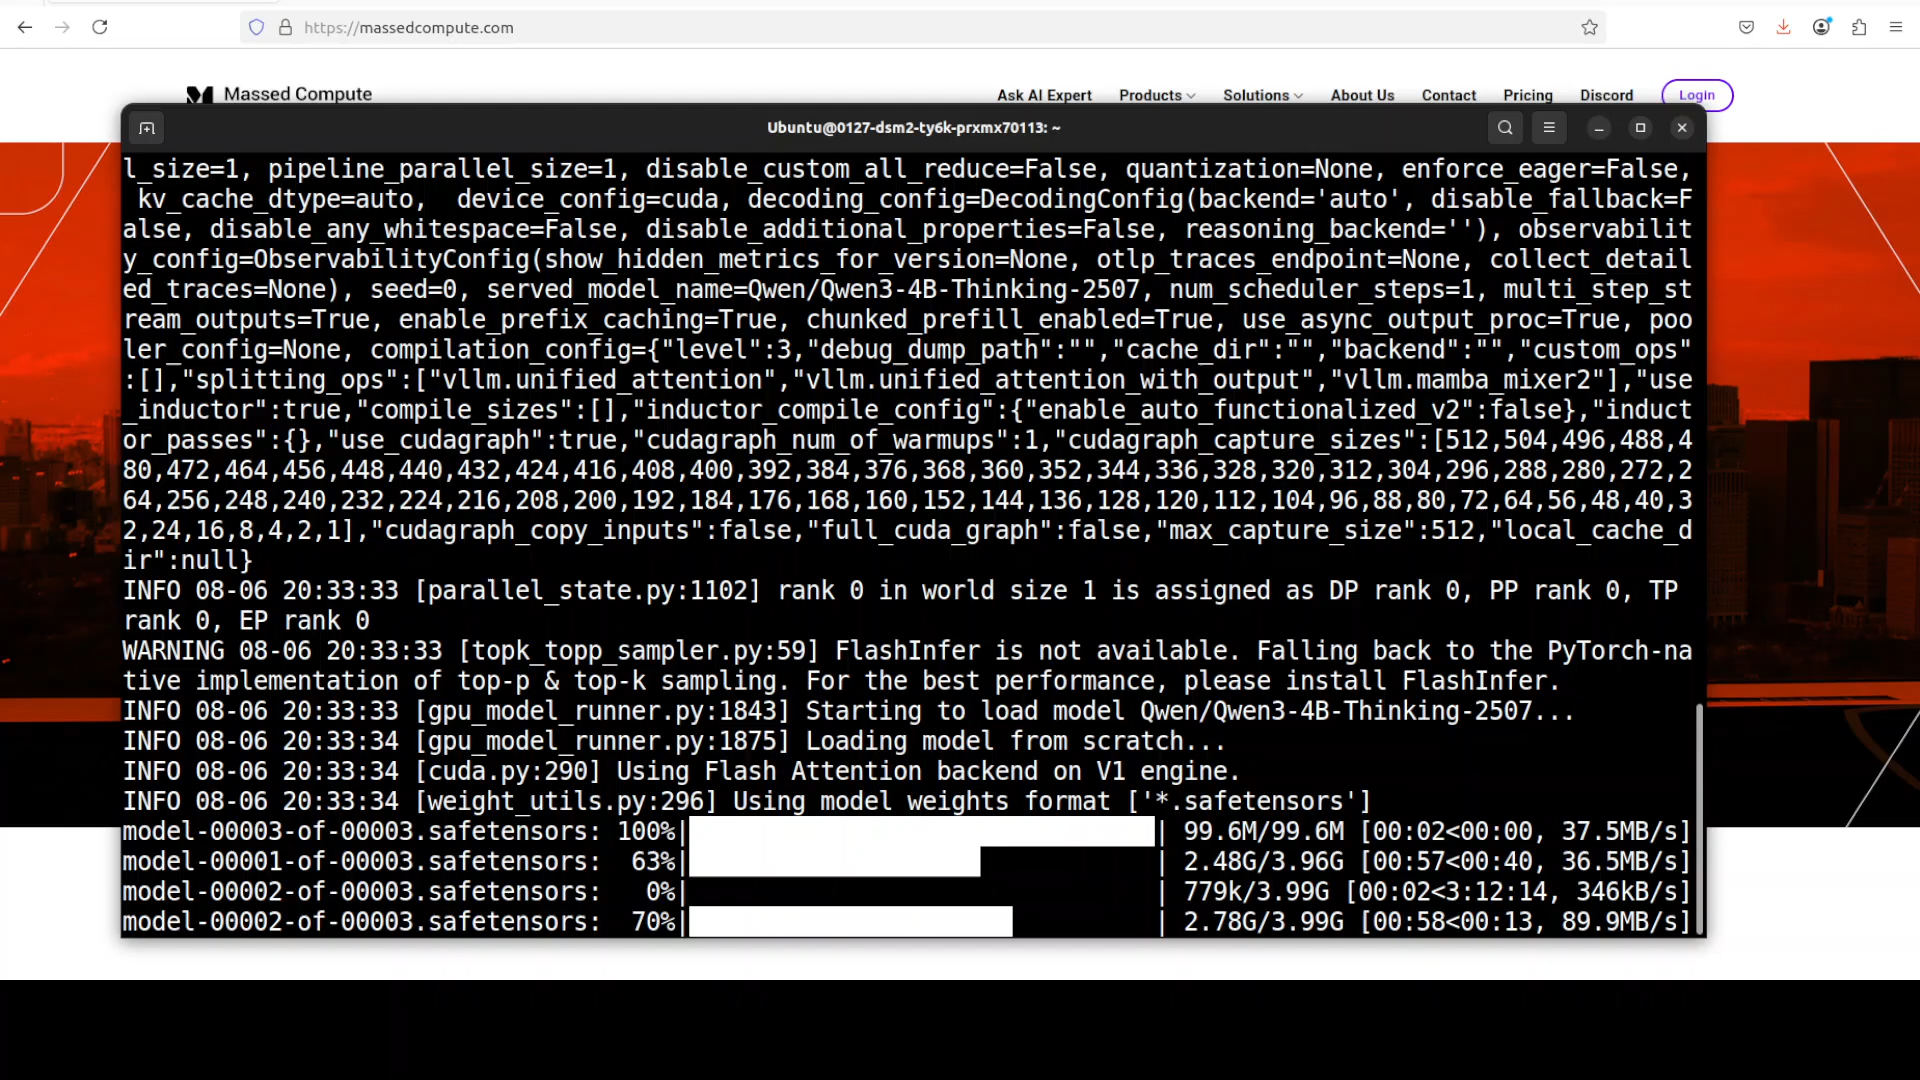 https://massedcompute.com
Massed Compute
Ask AI Expert Products Solutions About Us Contact Pricing Discord Login
Ubuntu@0127-dsm2-ty6k-prxmx70113: ~
l_size=1, pipeline_parallel_size=1, disable_custom_all_reduce=False, quantization=None, enforce_eager=False,
 kv_cache_dtype=auto,  device_config=cuda, decoding_config=DecodingConfig(backend='auto', disable_fallback=F
alse, disable_any_whitespace=False, disable_additional_properties=False, reasoning_backend=''), observabilit
y_config=ObservabilityConfig(show_hidden_metrics_for_version=None, otlp_traces_endpoint=None, collect_detail
ed_traces=None), seed=0, served_model_name=Qwen/Qwen3-4B-Thinking-2507, num_scheduler_steps=1, multi_step_st
ream_outputs=True, enable_prefix_caching=True, chunked_prefill_enabled=True, use_async_output_proc=True, poo
ler_config=None, compilation_config={"level":3,"debug_dump_path":"","cache_dir":"","backend":"","custom_ops"
:[],"splitting_ops":["vllm.unified_attention","vllm.unified_attention_with_output","vllm.mamba_mixer2"],"use
_inductor":true,"compile_sizes":[],"inductor_compile_config":{"enable_auto_functionalized_v2":false},"induct
or_passes":{},"use_cudagraph":true,"cudagraph_num_of_warmups":1,"cudagraph_capture_sizes":[512,504,496,488,4
80,472,464,456,448,440,432,424,416,408,400,392,384,376,368,360,352,344,336,328,320,312,304,296,288,280,272,2
64,256,248,240,232,224,216,208,200,192,184,176,168,160,152,144,136,128,120,112,104,96,88,80,72,64,56,48,40,3
2,24,16,8,4,2,1],"cudagraph_copy_inputs":false,"full_cuda_graph":false,"max_capture_size":512,"local_cache_d
ir":null}
INFO 08-06 20:33:33 [parallel_state.py:1102] rank 0 in world size 1 is assigned as DP rank 0, PP rank 0, TP
rank 0, EP rank 0
WARNING 08-06 20:33:33 [topk_topp_sampler.py:59] FlashInfer is not available. Falling back to the PyTorch-na
tive implementation of top-p & top-k sampling. For the best performance, please install FlashInfer.
INFO 08-06 20:33:33 [gpu_model_runner.py:1843] Starting to load model Qwen/Qwen3-4B-Thinking-2507...
INFO 08-06 20:33:34 [gpu_model_runner.py:1875] Loading model from scratch...
INFO 08-06 20:33:34 [cuda.py:290] Using Flash Attention backend on V1 engine.
INFO 08-06 20:33:34 [weight_utils.py:296] Using model weights format ['*.safetensors']
model-00003-of-00003.safetensors: 100%| | 99.6M/99.6M [00:02<00:00, 37.5MB/s]
model-00001-of-00003.safetensors:  63%| | 2.48G/3.96G [00:57<00:40, 36.5MB/s]
model-00002-of-00003.safetensors:   0%| | 779k/3.99G [00:02<3:12:14, 346kB/s]
model-00002-of-00003.safetensors:  70%| | 2.78G/3.99G [00:58<00:13, 89.9MB/s]